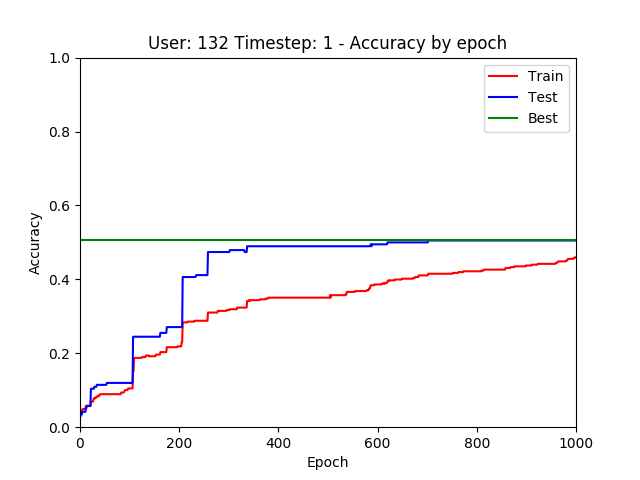 User: 132 Timestep: 1 - Accuracy by epoch
Accuracy
1.0
0.8
0.6
0.4
0.2
0.0
Train
Test
Best
0 200 400 600 800 1000
Epoch